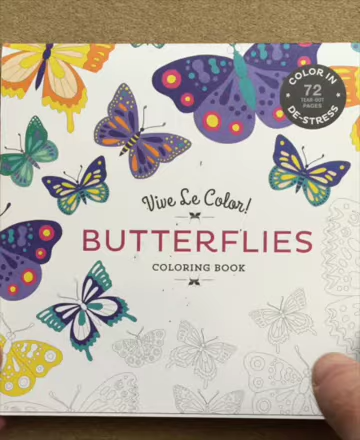 COLOR IN
72
TEAR-OUT
PAGES
DE-STRESS
Vive Le Color!
BUTTERFLIES
COLORING BOOK